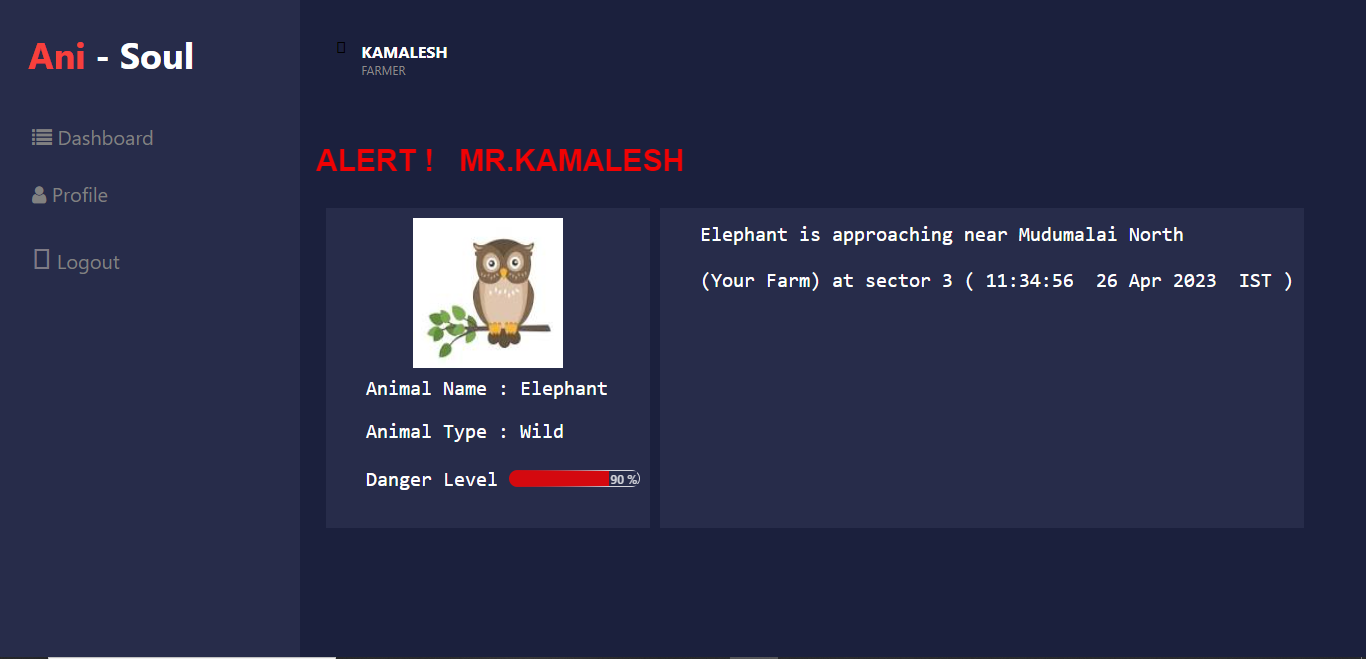 Ani - Soul
Dashboard
Profile
Logout
KAMALESH
FARMER
ALERT ! MR.KAMALESH
Animal Name : Elephant
Animal Type : Wild
Danger Level 90 %
Elephant is approaching near Mudumalai North
(Your Farm) at sector 3 ( 11:34:56 26 Apr 2023 IST )